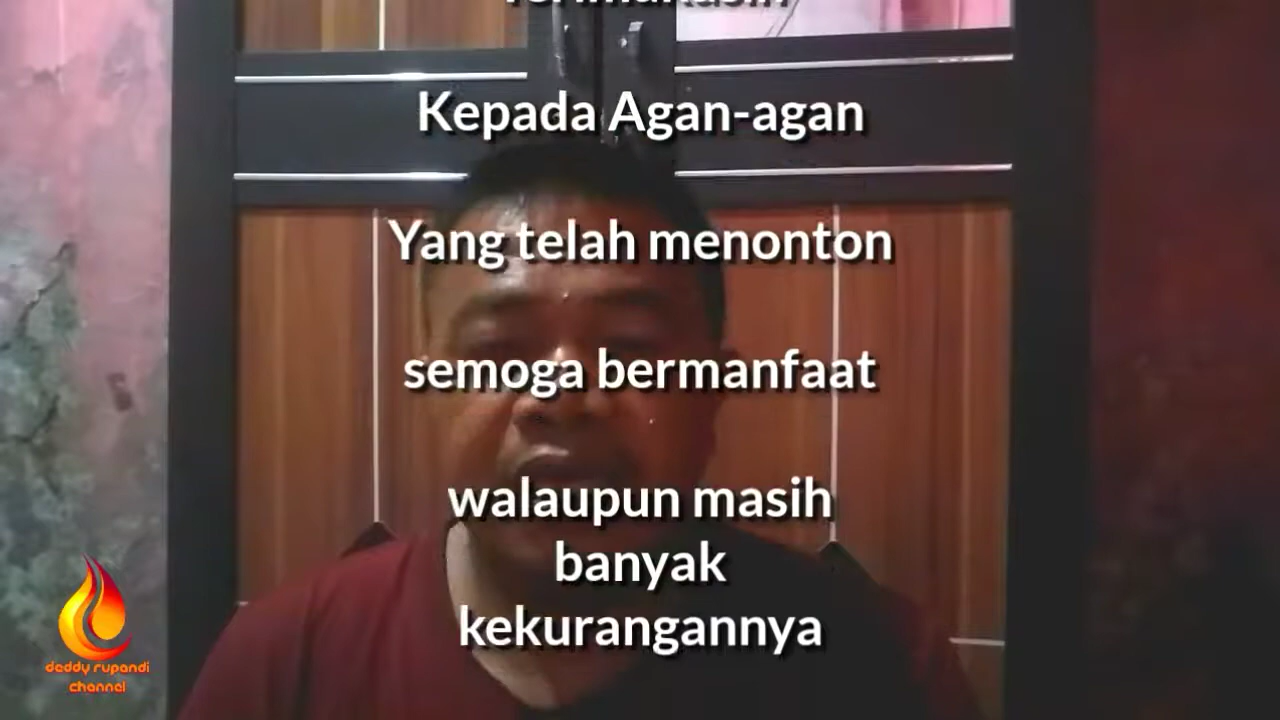 Kepada Agan-agan
Yang telah menonton
semoga bermanfaat
walaupun masih
banyak
kekurangannya
deddy rupandi
channel